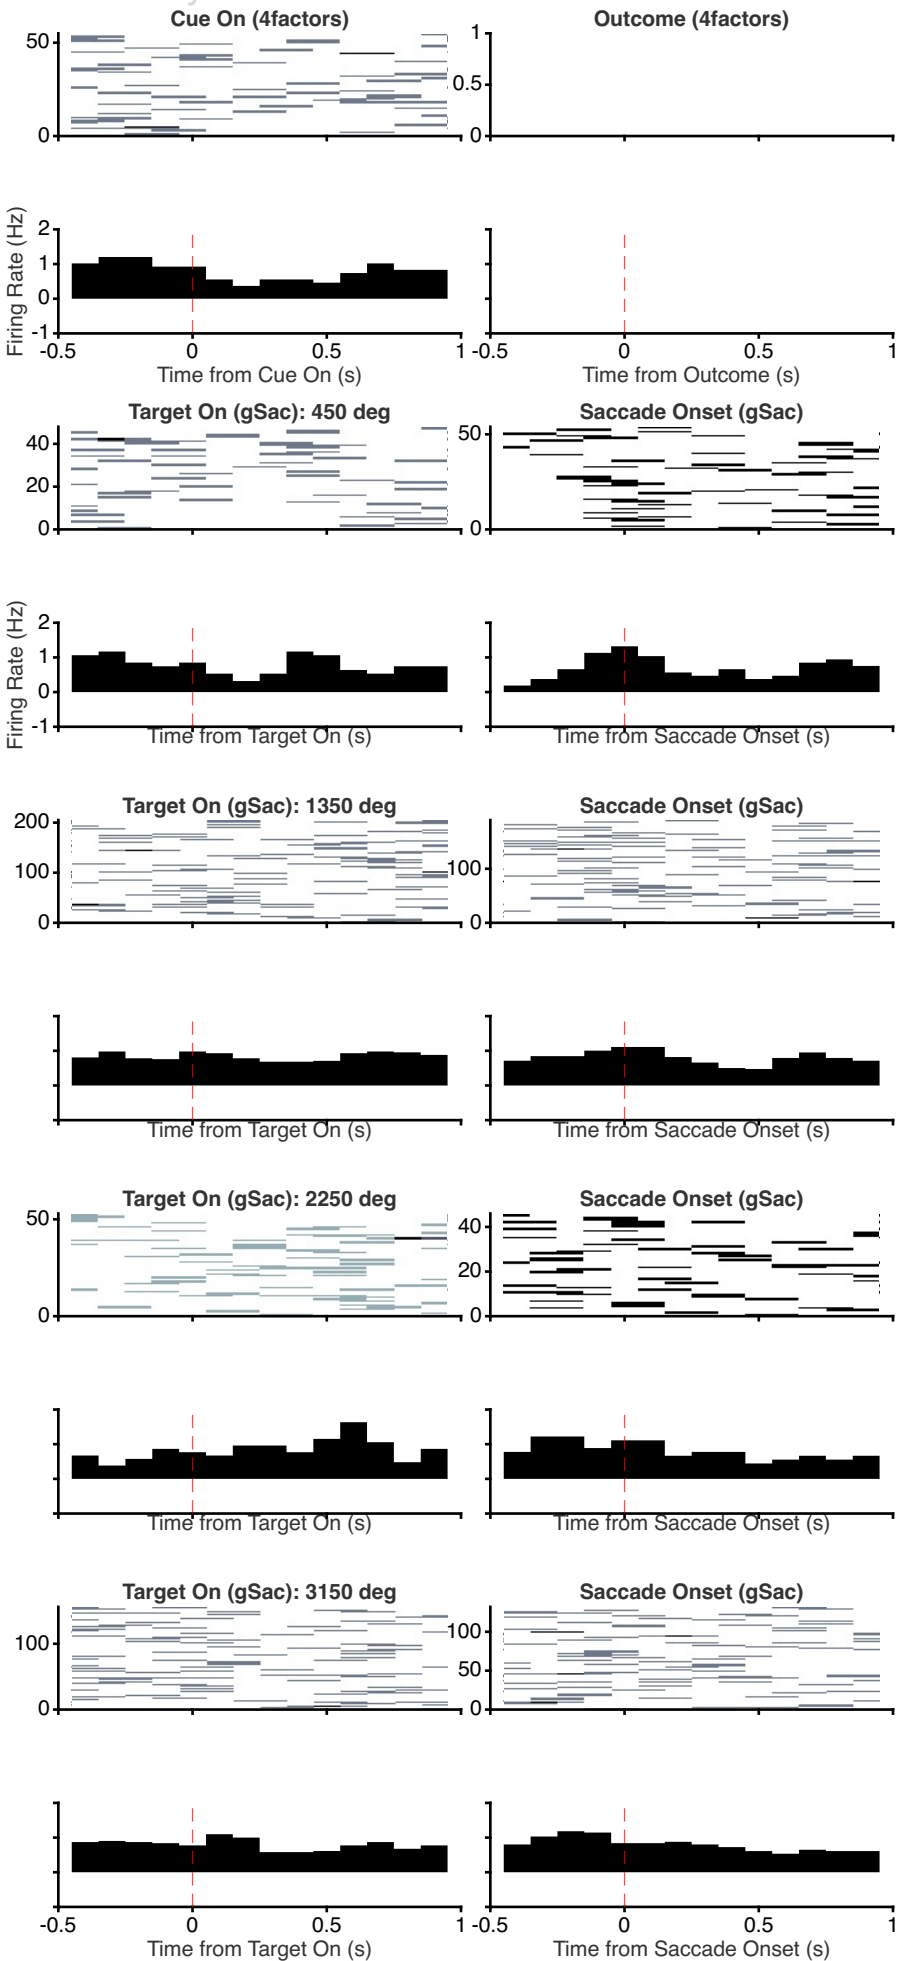 Cue On (4factors)
Outcome (4factors)
50
0
1
0.5
0
Firing Rate (Hz)
2
1
0
-1
-0.5 0 0.5 1
-0.5 0 0.5 1
Time from Cue On (s)
Time from Outcome (s)
Target On (gSac): 450 deg
Saccade Onset (gSac)
40
20
0
50
0
Firing Rate (Hz)
2
1
0
-1
Time from Target On (s)
Time from Saccade Onset (s)
Target On (gSac): 1350 deg
Saccade Onset (gSac)
200
100
0
100
0
Time from Target On (s)
Time from Saccade Onset (s)
Target On (gSac): 2250 deg
Saccade Onset (gSac)
50
0
40
20
0
Time from Target On (s)
Time from Saccade Onset (s)
Target On (gSac): 3150 deg
Saccade Onset (gSac)
100
0
100
50
0
-0.5 0 0.5 1
-0.5 0 0.5 1
Time from Target On (s)
Time from Saccade Onset (s)